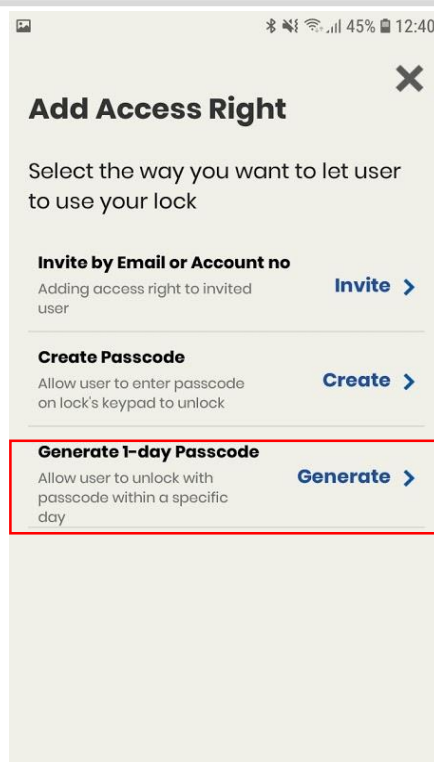 45% 12:40
Add Access Right
Select the way you want to let user
to use your lock
Invite by Email or Account no
Adding access right to invited
user
Invite
Create Passcode
Allow user to enter passcode
on lock's keypad to unlock
Create
Generate 1-day Passcode
Allow user to unlock with
passcode within a specific
day
Generate